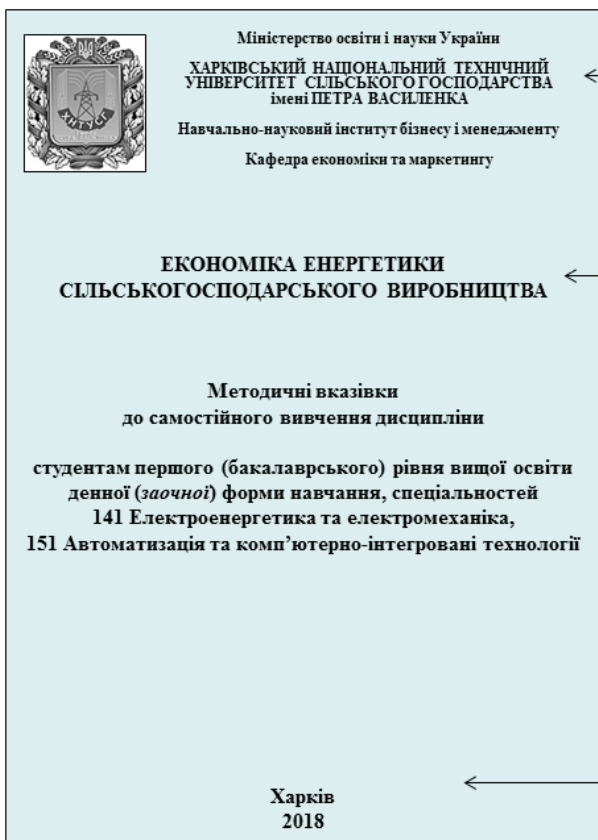 Міністерство освіти і науки України
ХАРКІВСЬКИЙ НАЦІОНАЛЬНИЙ ТЕХНІЧНИЙ
УНІВЕРСИТЕТ СІЛЬСЬКОГО ГОСПОДАРСТВА
імені ПЕТРА ВАСИЛЕНКА
ХНТУСГ
Навчально-науковий інститут бізнесу і менеджменту
Кафедра економіки та маркетингу
ЕКОНОМІКА ЕНЕРГЕТИКИ
СІЛЬСЬКОГОСПОДАРСЬКОГО ВИРОБНИЦТВА
Методичні вказівки
до самостійного вивчення дисципліни
студентам першого (бакалаврського) рівня вищої освіти
денної (заочної) форми навчання, спеціальностей
141 Електроенергетика та електромеханіка,
151 Автоматизація та комп’ютерно-інтегровані технології
Харків
2018